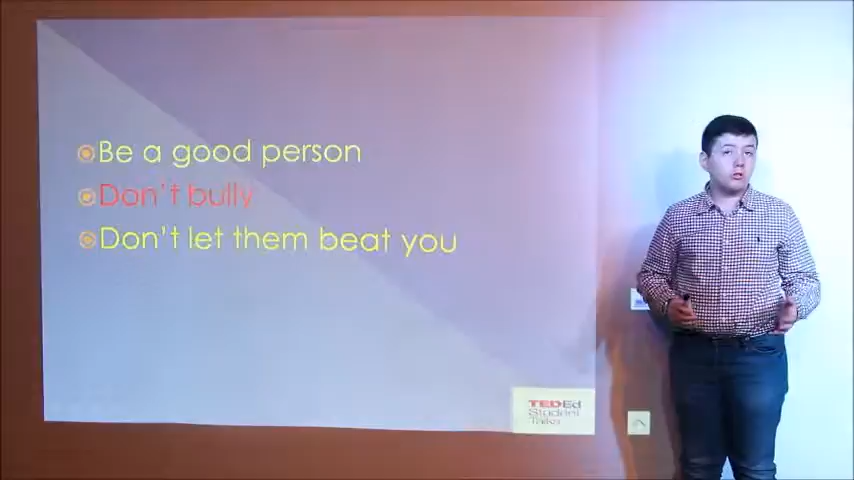 Be a good person
Don't bully
Don't let them beat you
TEDEd
Student
Talks